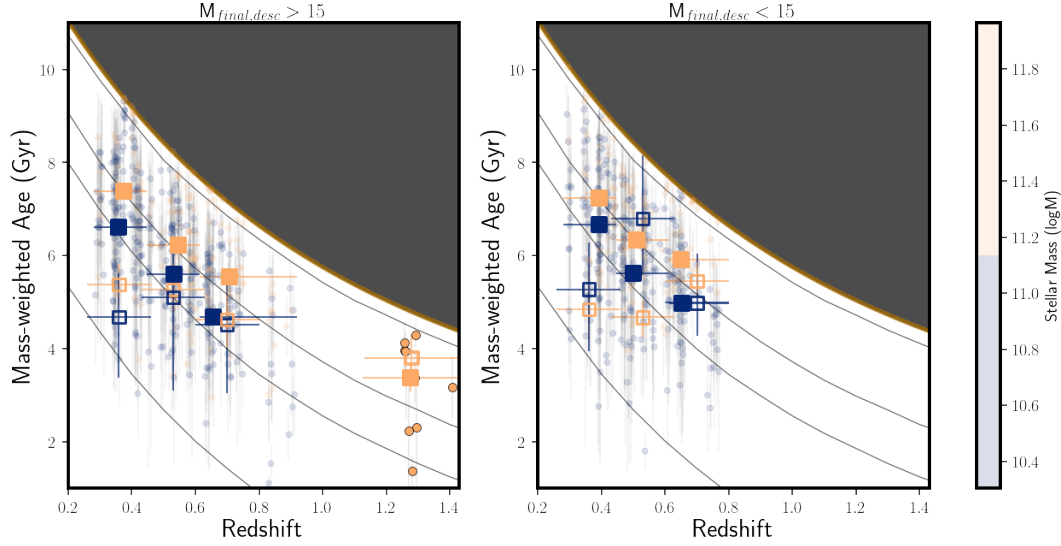 M_{final,desc} > 15
M_{final,desc} < 15
Mass-weighted Age (Gyr)
10
8
6
4
2
0.2 0.4 0.6 0.8 1.0 1.2 1.4
Redshift
Mass-weighted Age (Gyr)
10
8
6
4
2
0.2 0.4 0.6 0.8 1.0 1.2 1.4
Redshift
11.8
11.6
11.4
11.2
11.0
10.8
10.6
10.4
Stellar Mass (logM)